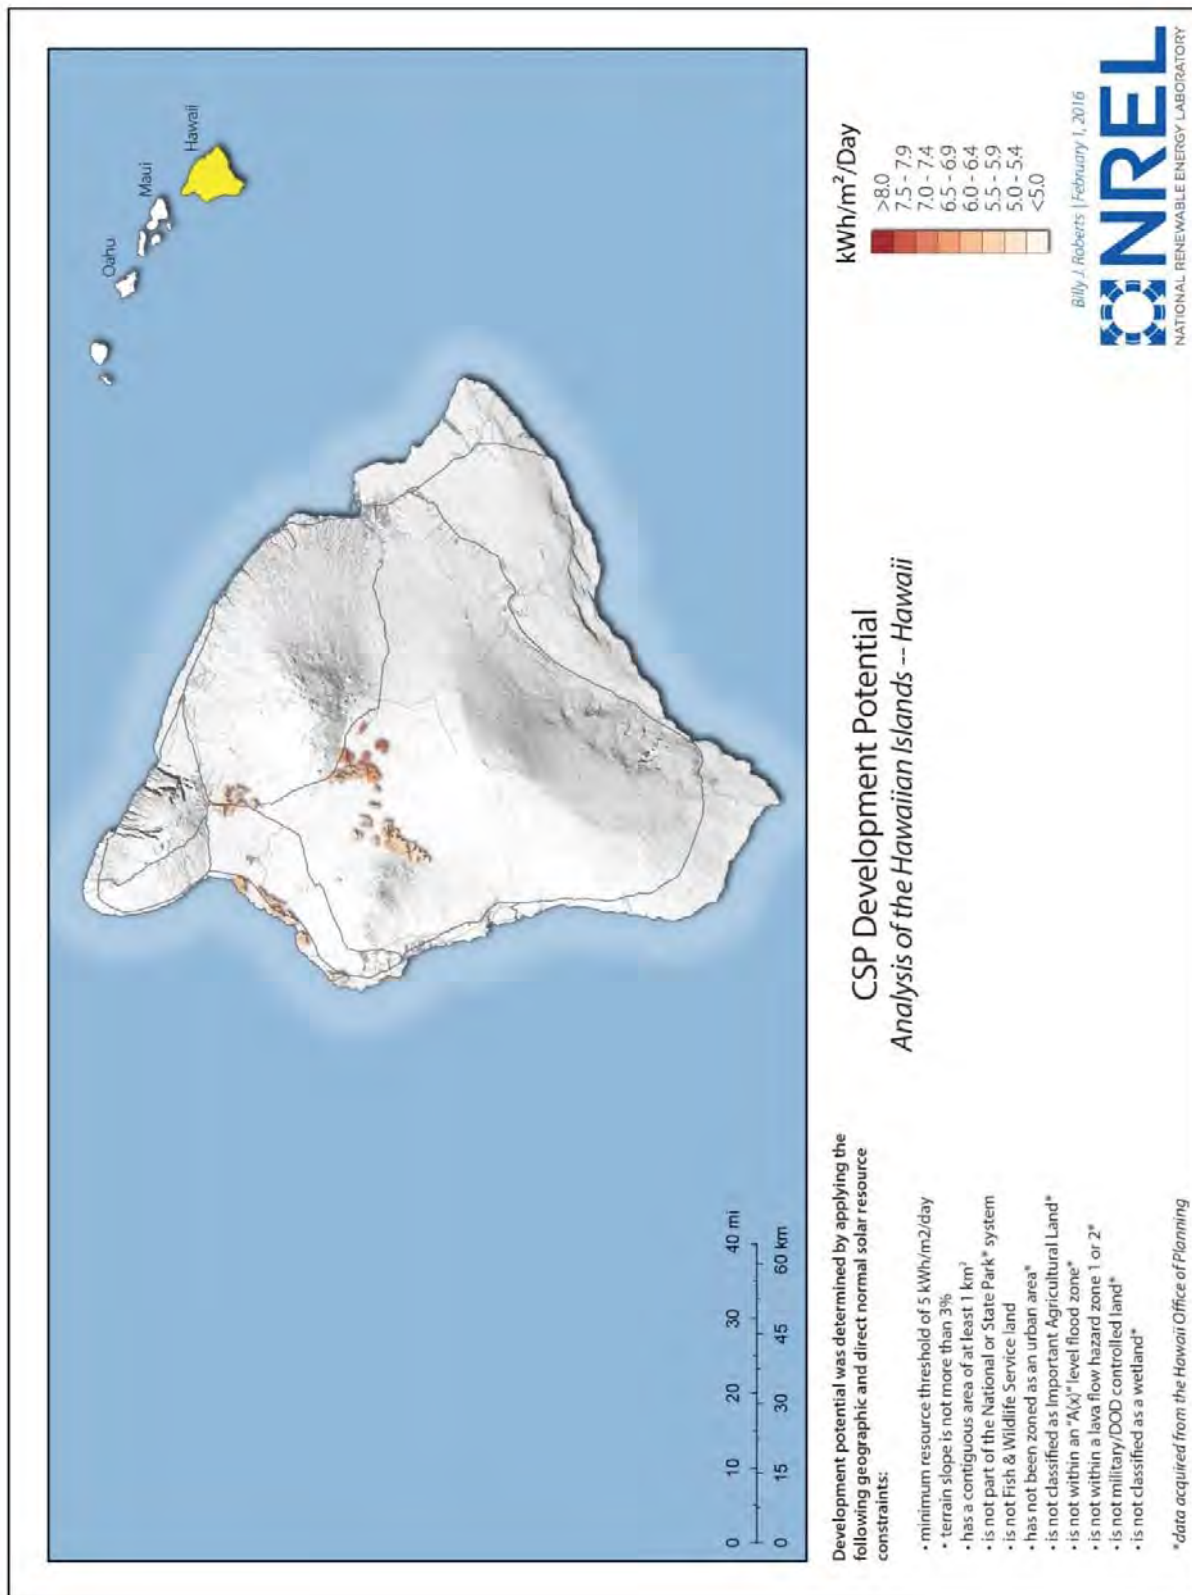 Oahu
Maui
Hawaii
0 10 20 30 40 mi
0 15 30 45 60 km
Development potential was determined by applying the
following geographic and direct normal solar resource
constraints:
• minimum resource threshold of 5 kWh/m2/day
• terrain slope is not more than 3%
• has a contiguous area of at least 1 km²
• is not part of the National or State Park* system
• is not Fish & Wildlife Service land
• has not been zoned as an urban area*
• is not classified as Important Agricultural Land*
• is not within an "A(x)" level flood zone*
• is not within a lava flow hazard zone 1 or 2*
• is not military/DOD controlled land*
• is not classified as a wetland*
*data acquired from the Hawaii Office of Planning
CSP Development Potential
Analysis of the Hawaiian Islands -- Hawaii
kWh/m²/Day
>8.0
7.5 - 7.9
7.0 - 7.4
6.5 - 6.9
6.0 - 6.4
5.5 - 5.9
5.0 - 5.4
<5.0
Billy J. Roberts | February 1, 2016
NREL
NATIONAL RENEWABLE ENERGY LABORATORY